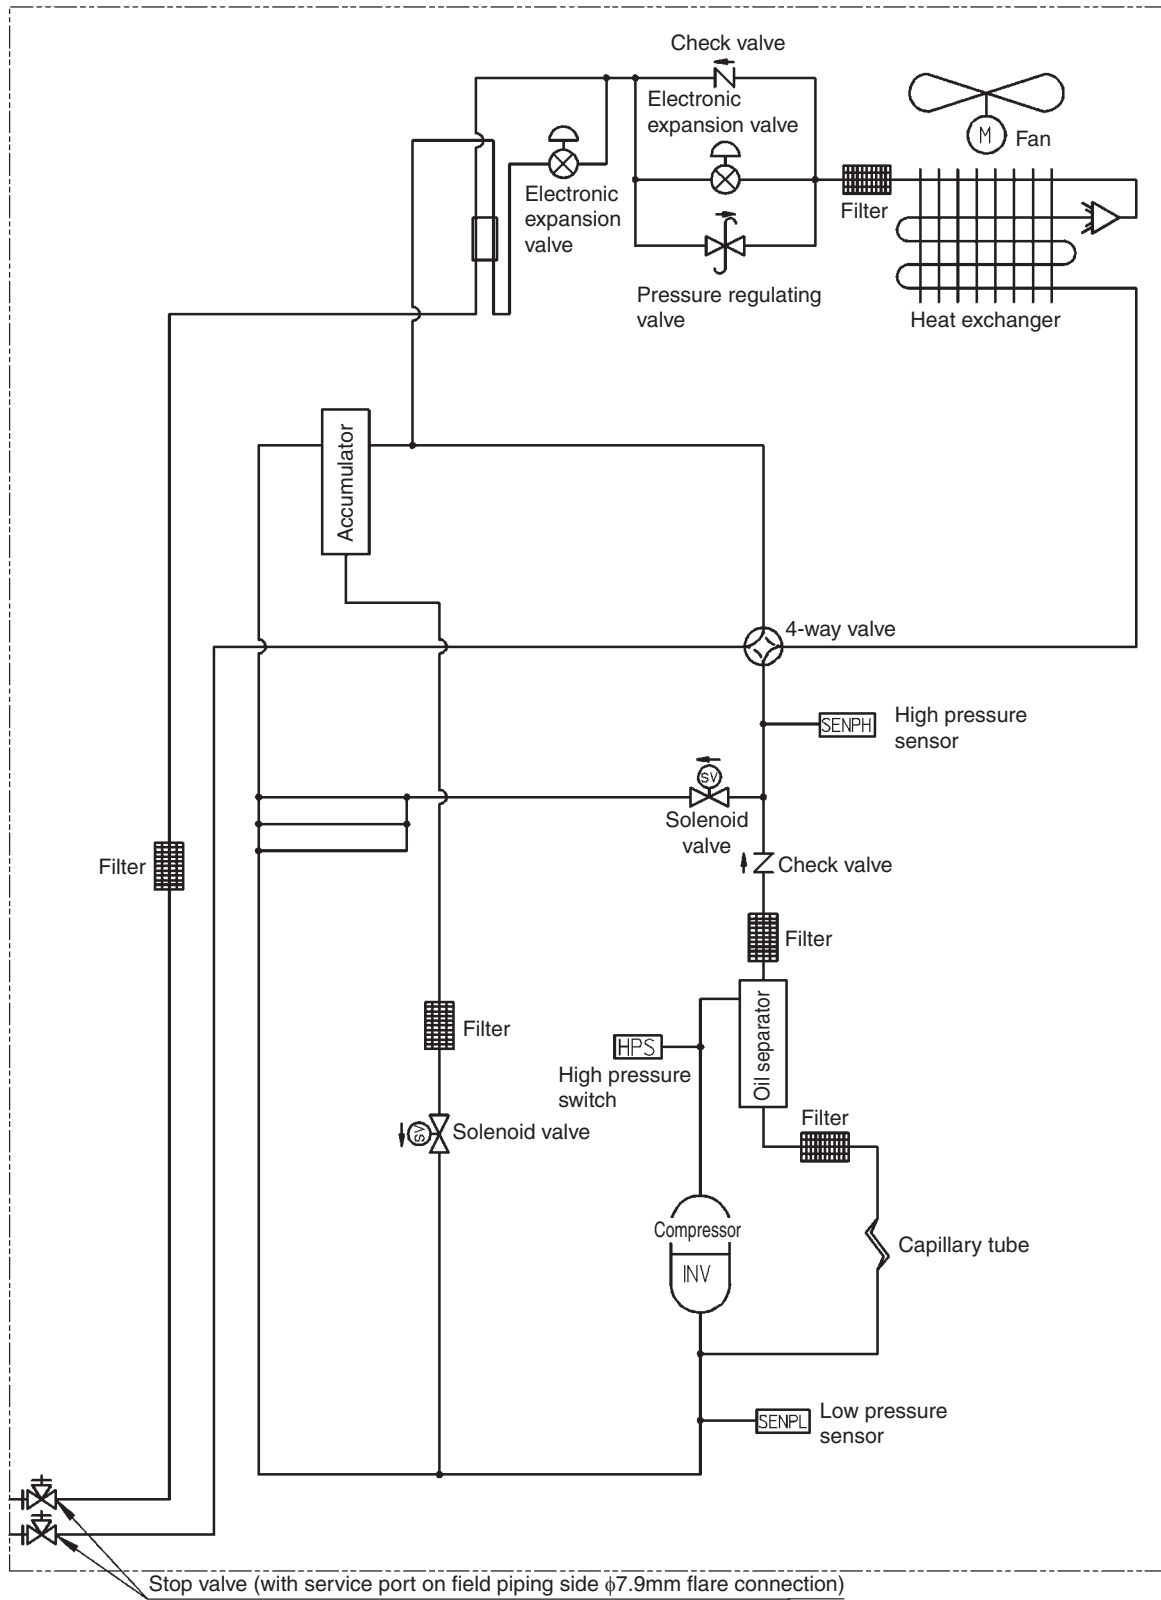 Check valve
Electronic
expansion valve
M
Fan
Electronic
expansion
valve
Filter
Pressure regulating
valve
Heat exchanger
Accumulator
4-way valve
SENPH
High pressure
sensor
SV
Solenoid
valve
Filter
Check valve
Filter
Oil separator
Filter
HPS
High pressure
switch
Filter
SV
Solenoid valve
Compressor
INV
Capillary tube
SENPL
Low pressure
sensor
Stop valve (with service port on field piping side ϕ7.9mm flare connection)